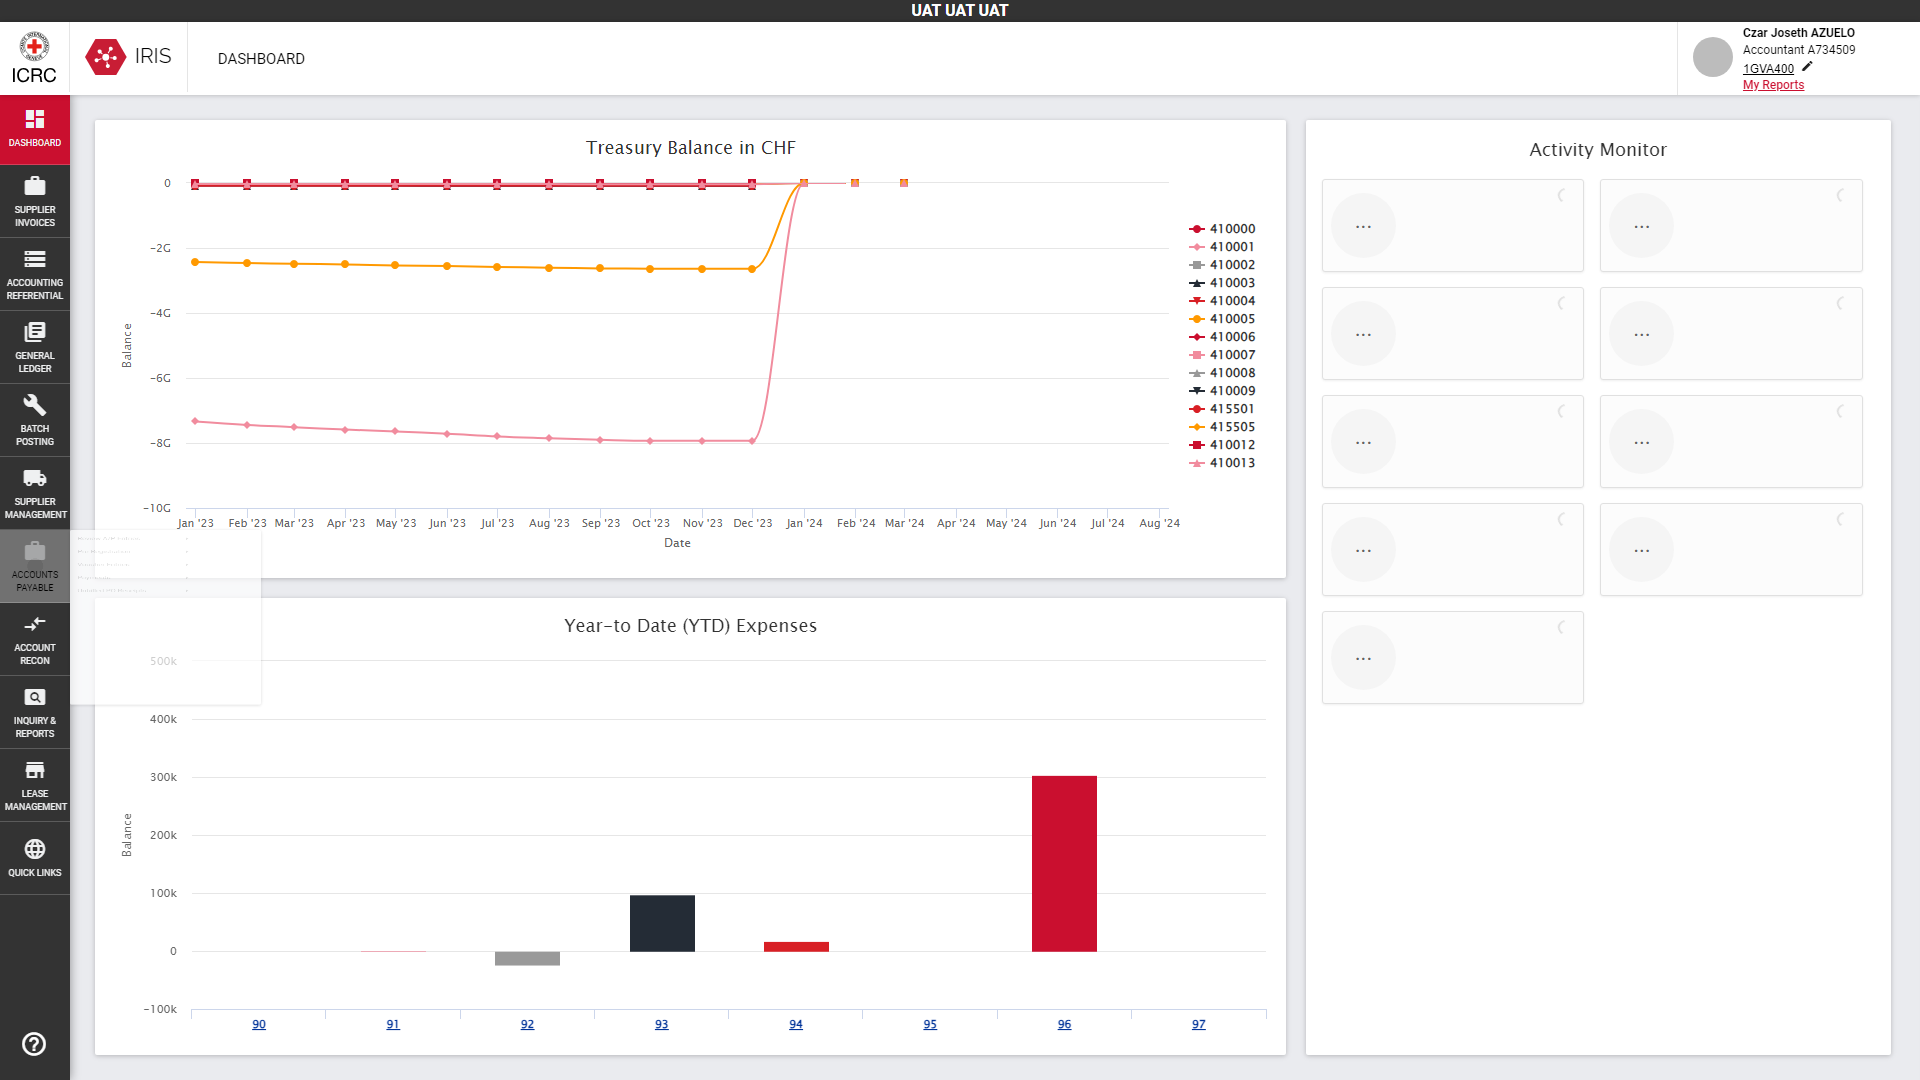 UAT UAT UAT
ICRC
IRIS
DASHBOARD
Czar Joseth AZUELO
Accountant A734509
1GVA400
My Reports
DASHBOARD
SUPPLIER
INVOICES
ACCOUNTING
REFERENTIAL
GENERAL
LEDGER
BATCH
POSTING
SUPPLIER
MANAGEMENT
ACCOUNTS
PAYABLE
ACCOUNT
RECON
INQUIRY &
REPORTS
LEASE
MANAGEMENT
QUICK LINKS
Treasury Balance in CHF
0
−2G
−4G
−6G
−8G
−10G
Balance
Jan '23 Feb '23 Mar '23 Apr '23 May '23 Jun '23 Jul '23 Aug '23 Sep '23 Oct '23 Nov '23 Dec '23 Jan '24 Feb '24 Mar '24 Apr '24 May '24 Jun '24 Jul '24 Aug '24
Date
410000
410001
410002
410003
410004
410005
410006
410007
410008
410009
415501
415505
410012
410013
Year-to Date (YTD) Expenses
500k
400k
300k
200k
100k
0
−100k
Balance
90 91 92 93 94 95 96 97
Activity Monitor
... ...
... ...
... ...
... ...
...